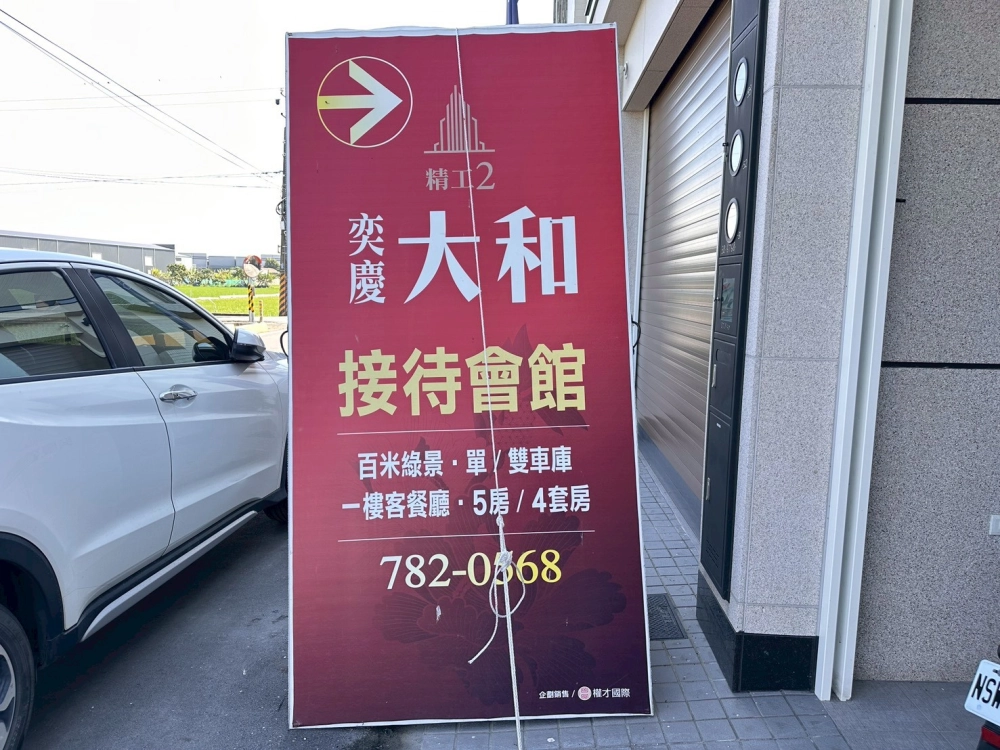 精工2
奕慶
大和
接待會館
百米綠景・單/雙車庫
一樓客餐廳・5房/4套房
782-0568
企劃銷售/權才國際
NSW